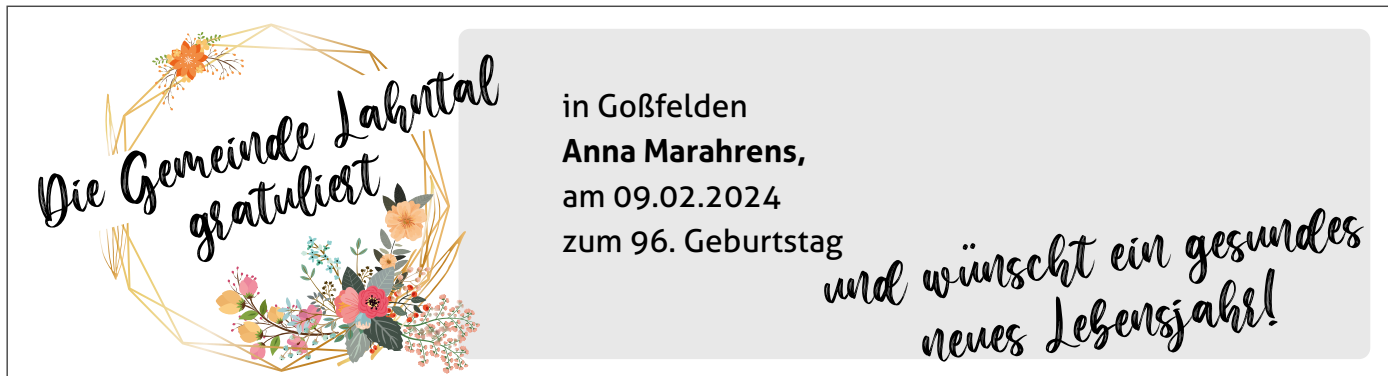 Die Gemeinde Lahntal
gratuliert
in Goßfelden
Anna Marahrens,
am 09.02.2024
zum 96. Geburtstag
und wünscht ein gesundes
neues Lebensjahr!